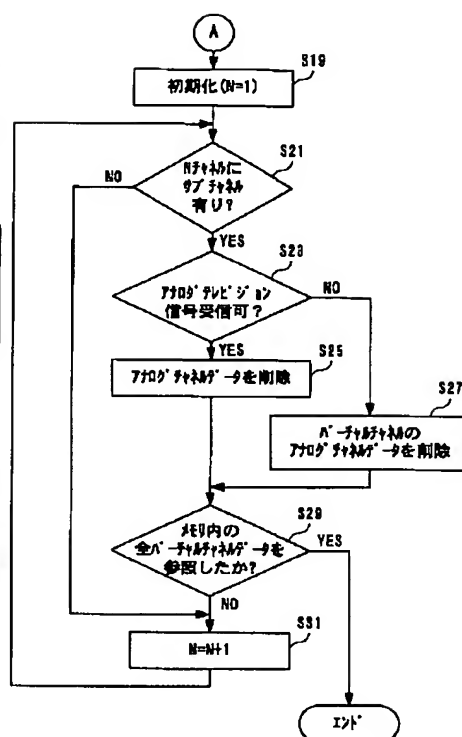 A
S19
初期化(N=1)
S21
Nチャネルに
サブチャネル
有り?
NO
YES
S23
アナログテレビジョン
信号受信可?
NO
YES
S25
アナログチャネルデータを削除
S27
バーチャルチャネルの
アナログチャネルデータを削除
S29
メモリ内の
全バーチャルチャネルデータを
参照したか?
YES
NO
S31
N=N+1
エンド